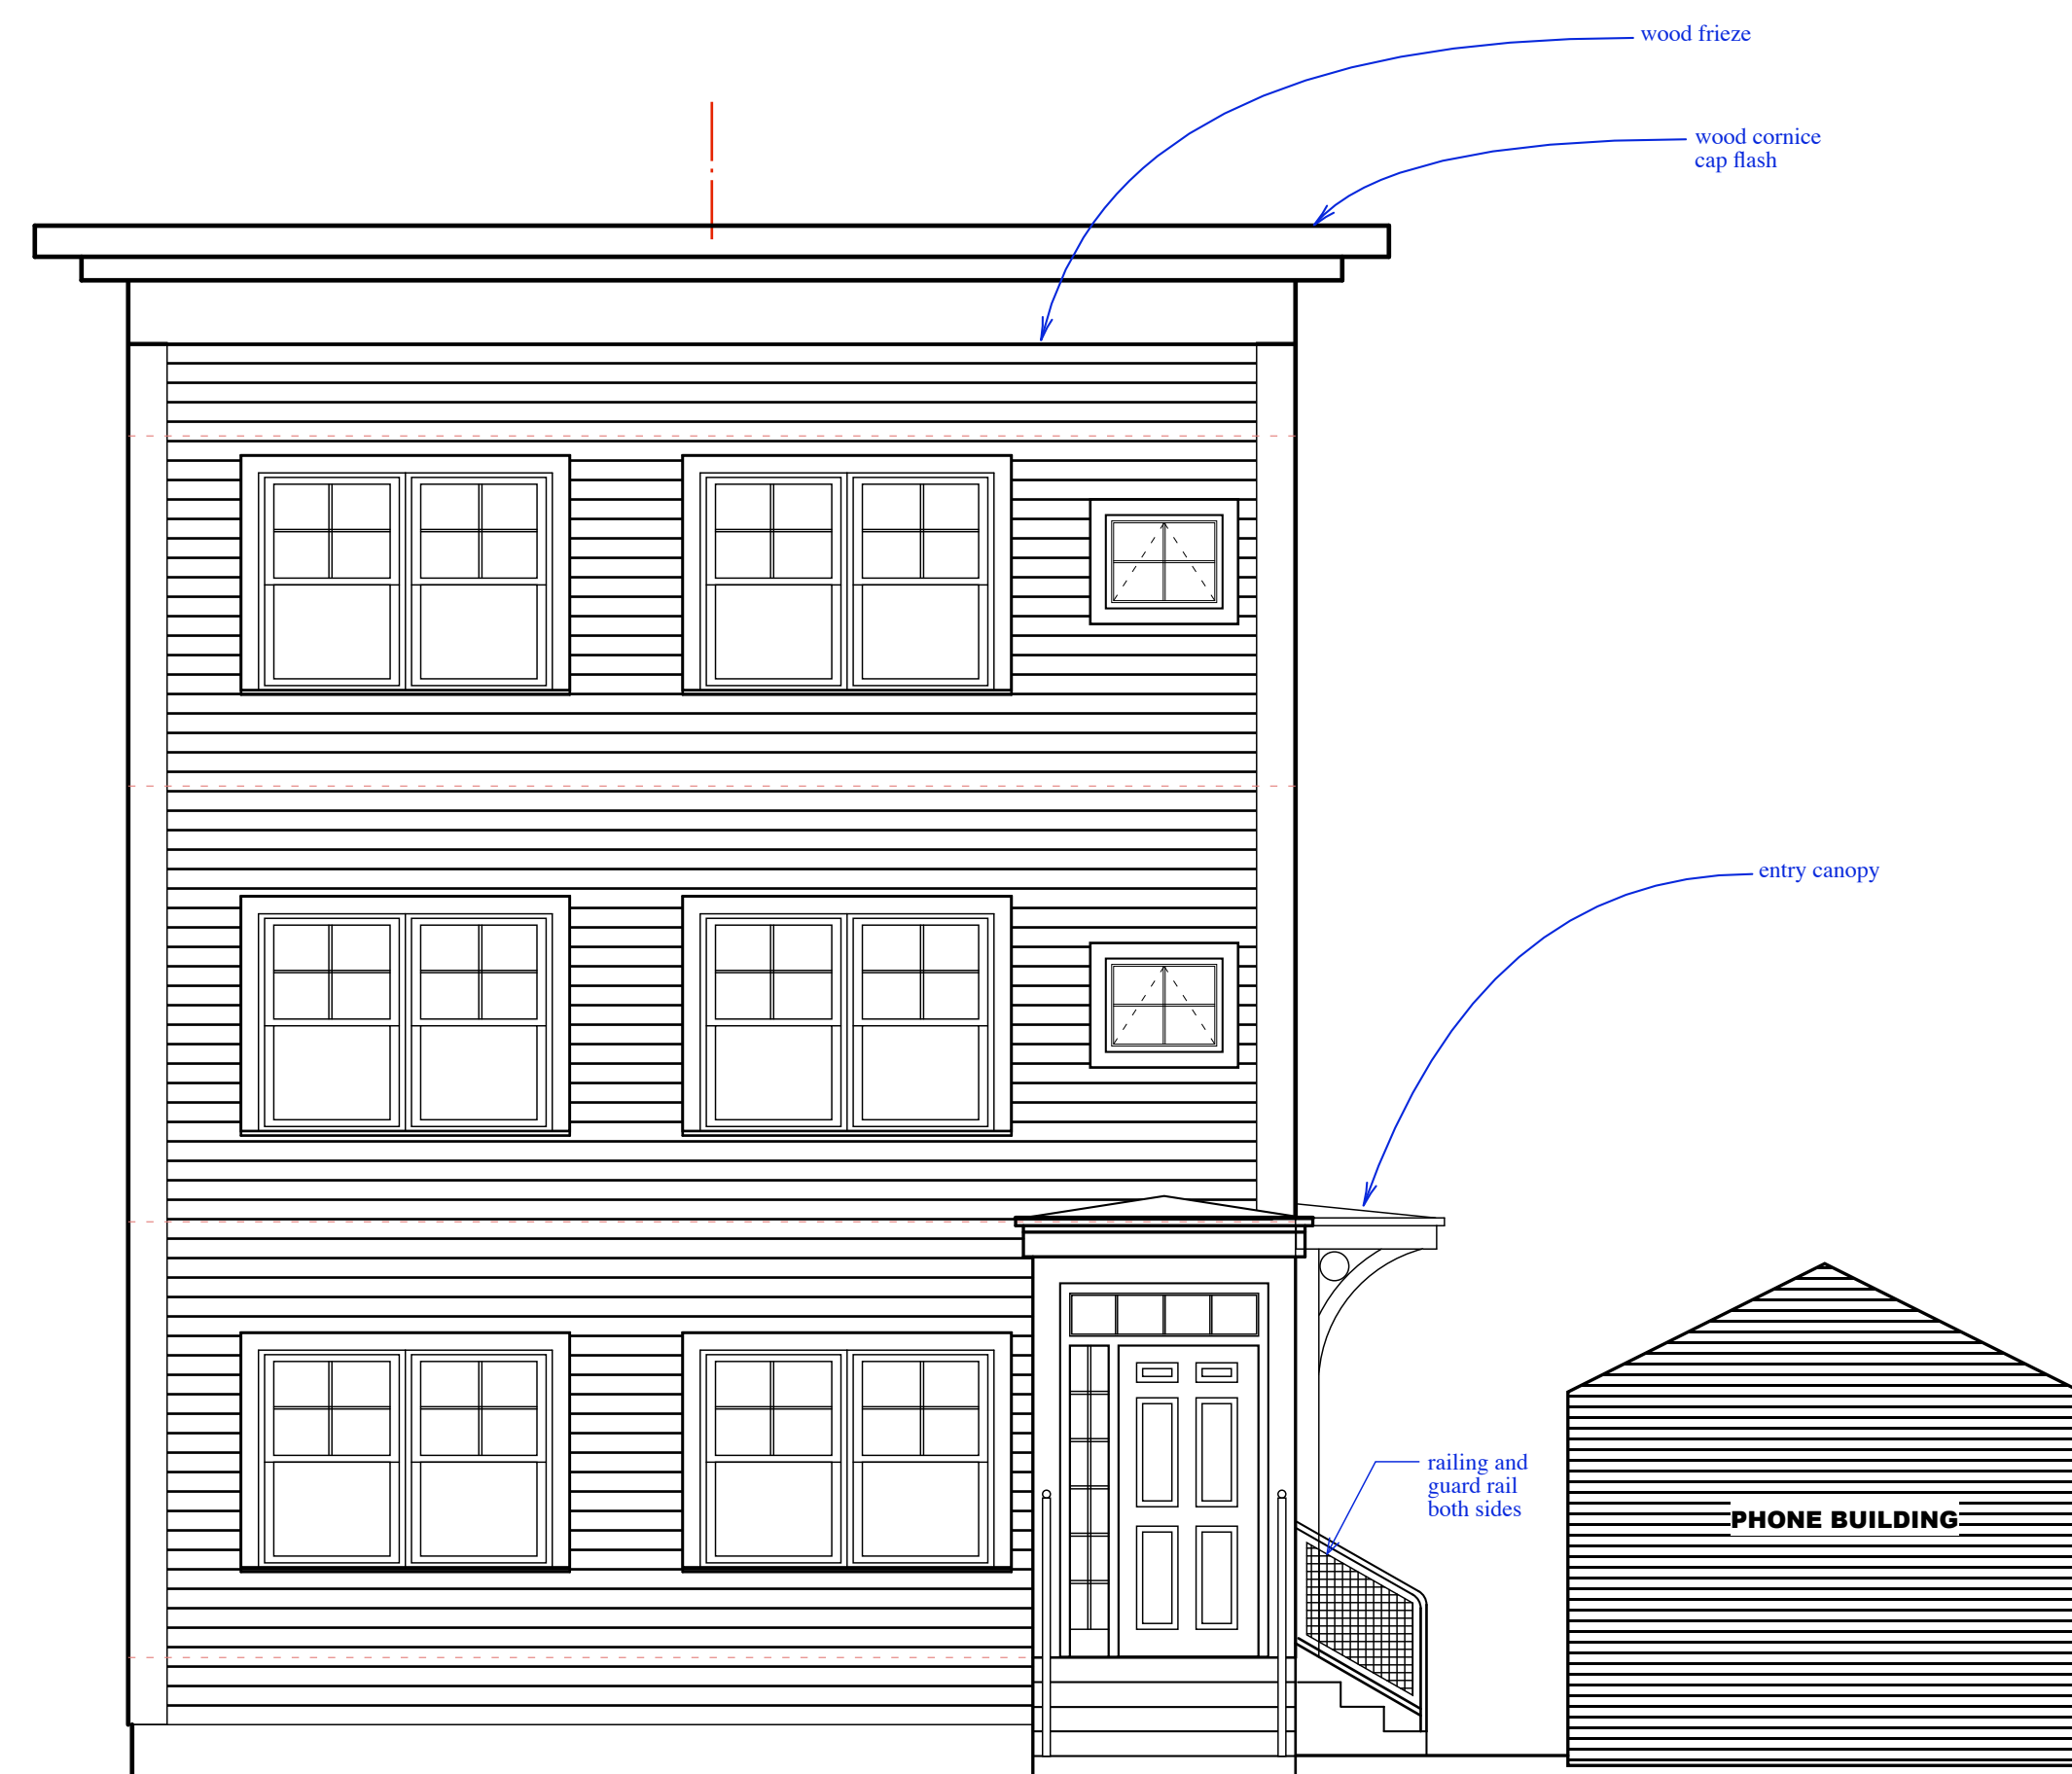 wood frieze
wood cornice
cap flash
entry canopy
railing and
guard rail
both sides
PHONE BUILDING